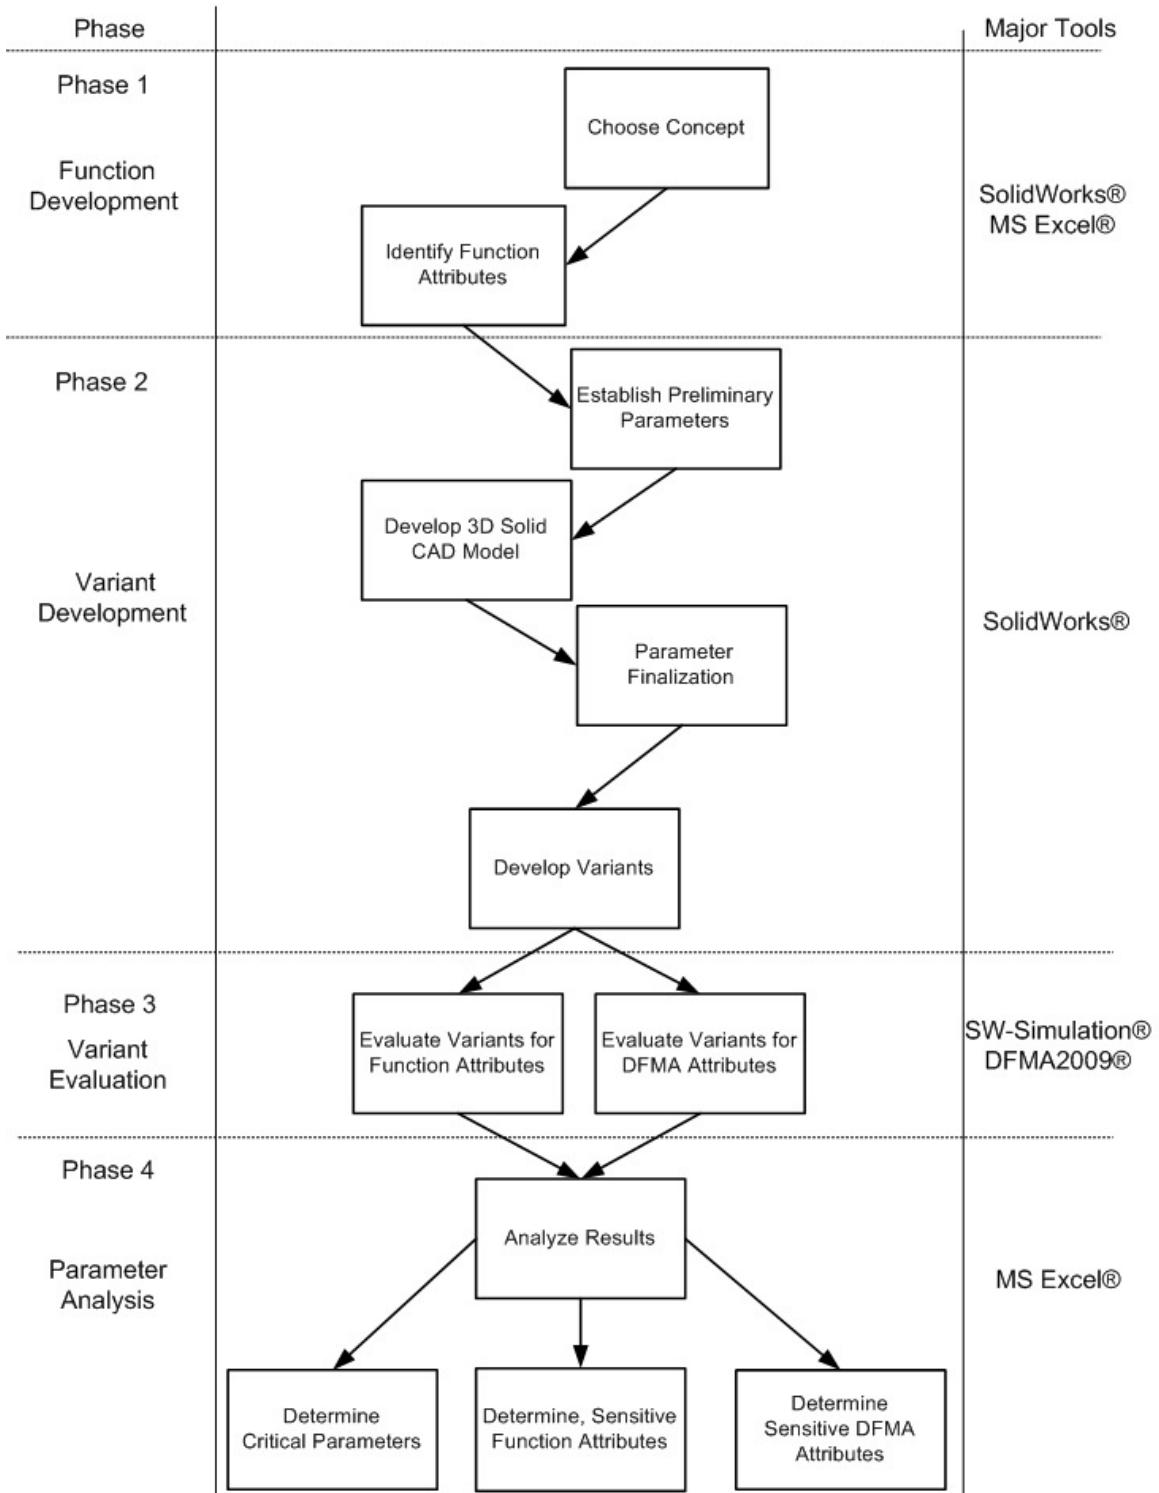 Phase
Major Tools
Phase 1
Function
Development
Choose Concept
Identify Function
Attributes
SolidWorks®
MS Excel®
Phase 2
Variant
Development
Establish Preliminary
Parameters
Develop 3D Solid
CAD Model
Parameter
Finalization
Develop Variants
SolidWorks®
Phase 3
Variant
Evaluation
Evaluate Variants for
Function Attributes
Evaluate Variants for
DFMA Attributes
SW-Simulation®
DFMA2009®
Phase 4
Parameter
Analysis
Analyze Results
MS Excel®
Determine
Critical Parameters
Determine, Sensitive
Function Attributes
Determine
Sensitive DFMA
Attributes